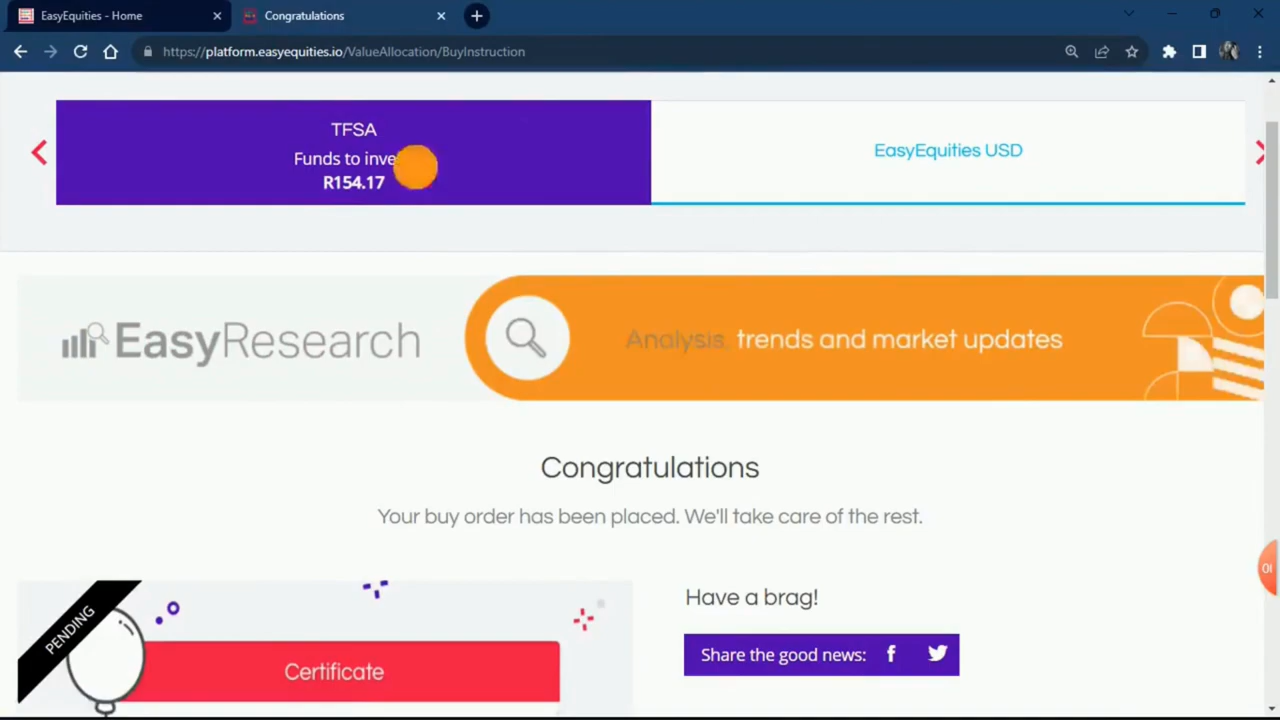 EasyEquities - Home
Congratulations
https://platform.easyequities.io/ValueAllocation/BuyInstruction
TFSA
Funds to inve
R154.17
EasyEquities USD
EasyResearch
Analysis, trends and market updates
Congratulations
Your buy order has been placed. We'll take care of the rest.
PENDING
Certificate
Have a brag!
Share the good news: